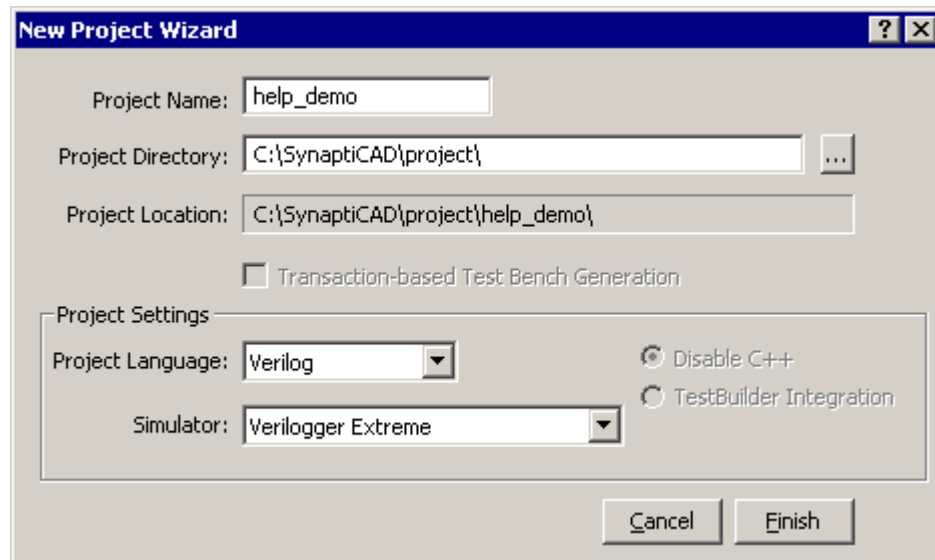 New Project Wizard
Project Name: help_demo
Project Directory: C:\SynaptiCAD\project\ ...
Project Location: C:\SynaptiCAD\project\help_demo\
Transaction-based Test Bench Generation
Project Settings
Project Language: Verilog
Disable C++
TestBuilder Integration
Simulator: Verilogger Extreme
Cancel Finish